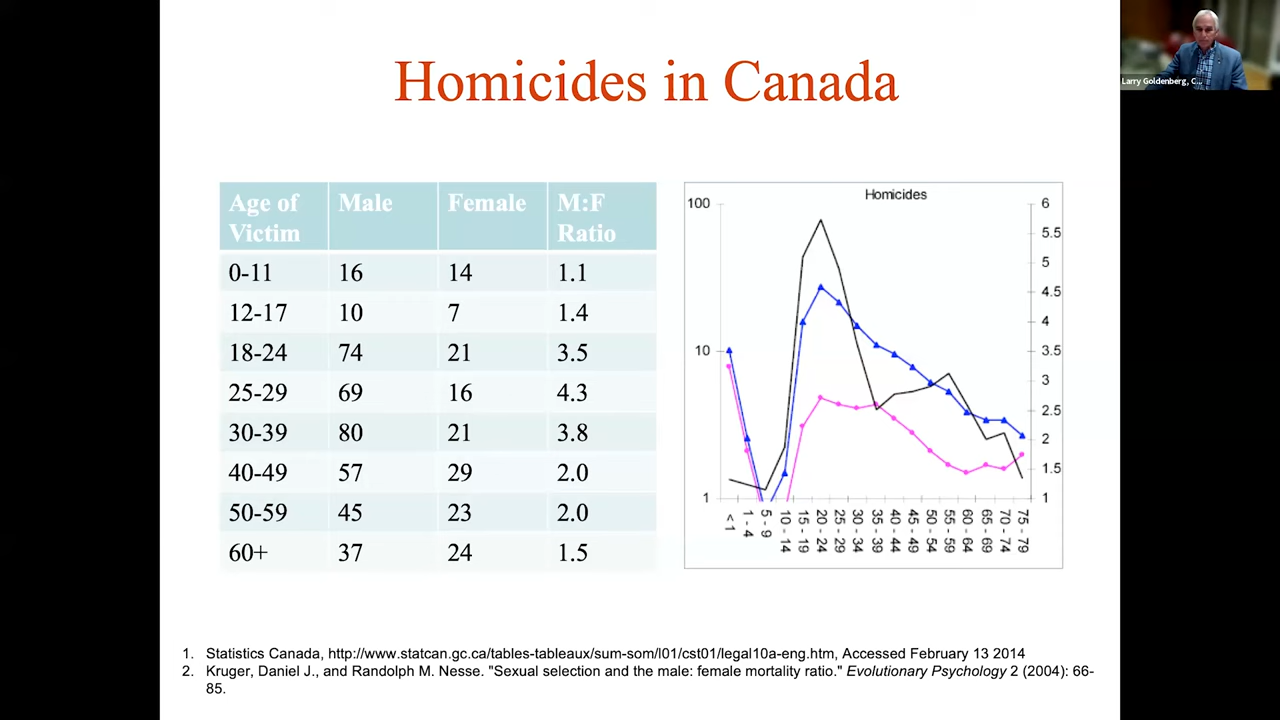 Homicides in Canada
Larry Goldenberg, C...
Age of Victim Male Female M:F Ratio
0-11 16 14 1.1
12-17 10 7 1.4
18-24 74 21 3.5
25-29 69 16 4.3
30-39 80 21 3.8
40-49 57 29 2.0
50-59 45 23 2.0
60+ 37 24 1.5
Homicides
100
10
1
6
5.5
5
4.5
4
3.5
3
2.5
2
1.5
1
< 1
1 - 4
5 - 9
10 - 14
15 - 19
20 - 24
25 - 29
30 - 34
35 - 39
40 - 44
45 - 49
50 - 54
55 - 59
60 - 64
65 - 69
70 - 74
75 - 79
1. Statistics Canada, http://www.statcan.gc.ca/tables-tableaux/sum-som/l01/cst01/legal10a-eng.htm, Accessed February 13 2014
2. Kruger, Daniel J., and Randolph M. Nesse. "Sexual selection and the male: female mortality ratio." Evolutionary Psychology 2 (2004): 66-
85.